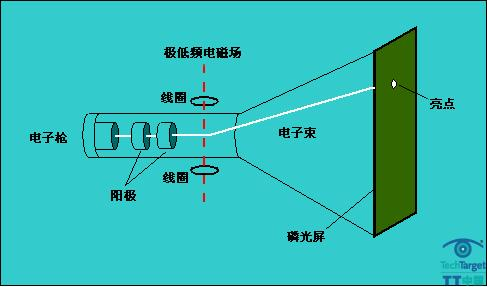 极低频电磁场
线圈
亮点
电子枪
电子束
线圈
阳极
磷光屏
TechTarget
TT中国